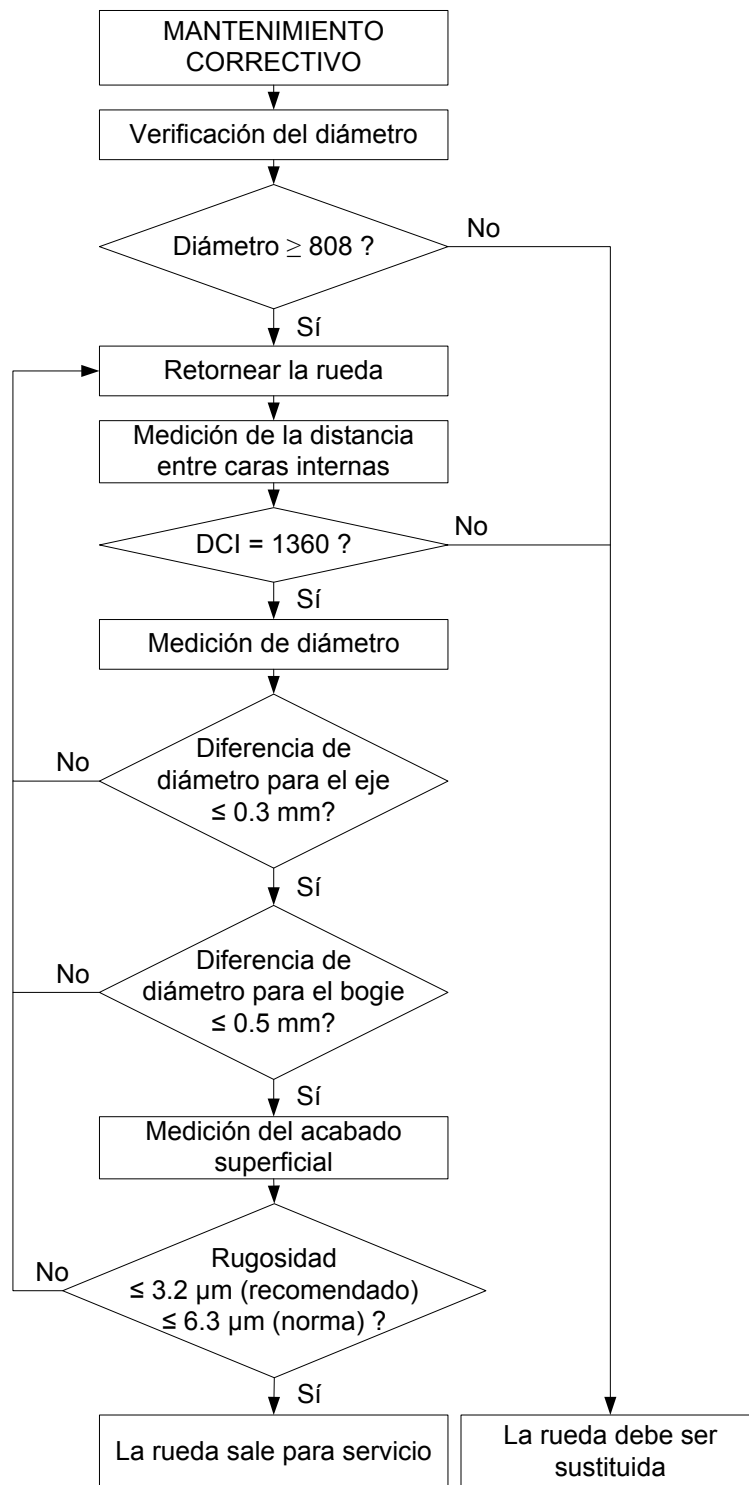 MANTENIMIENTO
CORRECTIVO
Verificación del diámetro
Diámetro ≥ 808 ?
No
Sí
Retornear la rueda
Medición de la distancia
entre caras internas
DCI = 1360 ?
No
Sí
Medición de diámetro
Diferencia de
diámetro para el eje
≤ 0.3 mm?
No
Sí
Diferencia de
diámetro para el bogie
≤ 0.5 mm?
No
Sí
Medición del acabado
superficial
Rugosidad
≤ 3.2 µm (recomendado)
≤ 6.3 µm (norma) ?
No
Sí
La rueda sale para servicio
La rueda debe ser
sustituida